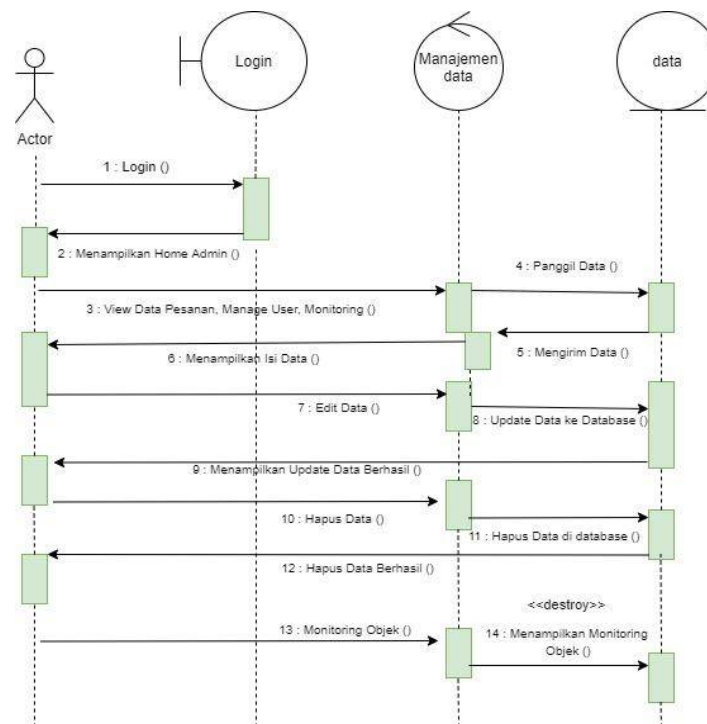 Login
Manajemen
data
data
Actor
1 : Login ()
2 : Menampilkan Home Admin ()
4 : Panggil Data ()
3 : View Data Pesanan, Manage User, Monitoring ()
5 : Mengirim Data ()
6 : Menampilkan Isi Data ()
7 : Edit Data ()
8 : Update Data ke Database ()
9 : Menampilkan Update Data Berhasil ()
10 : Hapus Data ()
11 : Hapus Data di database ()
12 : Hapus Data Berhasil ()
<<destroy>>
13 : Monitoring Objek ()
14 : Menampilkan Monitoring
Objek ()